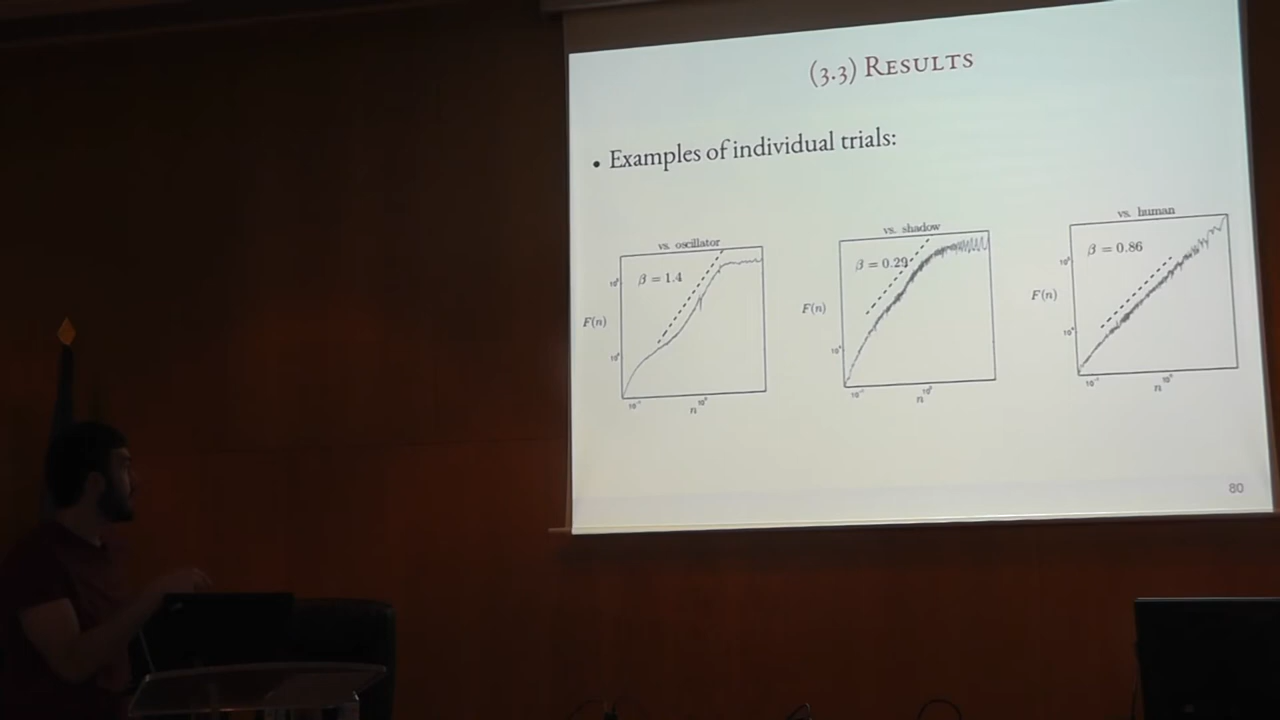 (3.3) Results
• Examples of individual trials:
vs. oscillator
β = 1.4
F(n)
n
vs. shadow
β = 0.29
F(n)
n
vs. human
β = 0.86
F(n)
n
80